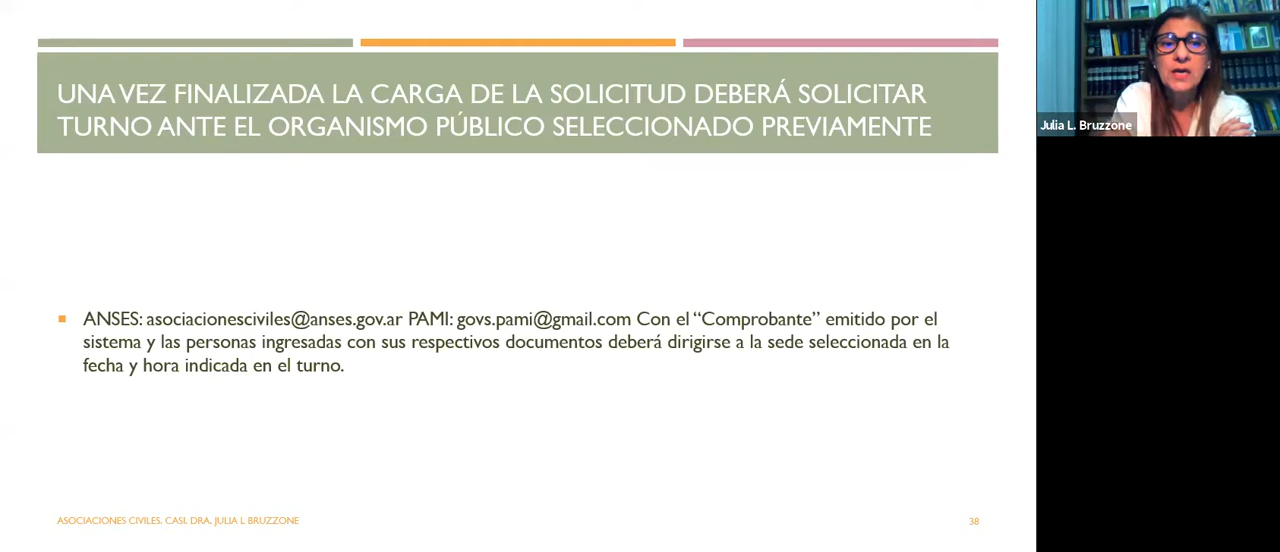 UNA VEZ FINALIZADA LA CARGA DE LA SOLICITUD DEBERÁ SOLICITAR
TURNO ANTE EL ORGANISMO PÚBLICO SELECCIONADO PREVIAMENTE
Julia L. Bruzzone
ANSES: asociacionesciviles@anses.gov.ar PAMI: govs.pami@gmail.com Con el “Comprobante” emitido por el
sistema y las personas ingresadas con sus respectivos documentos deberá dirigirse a la sede seleccionada en la
fecha y hora indicada en el turno.
ASOCIACIONES CIVILES. CASI. DRA. JULIA L BRUZZONE
38